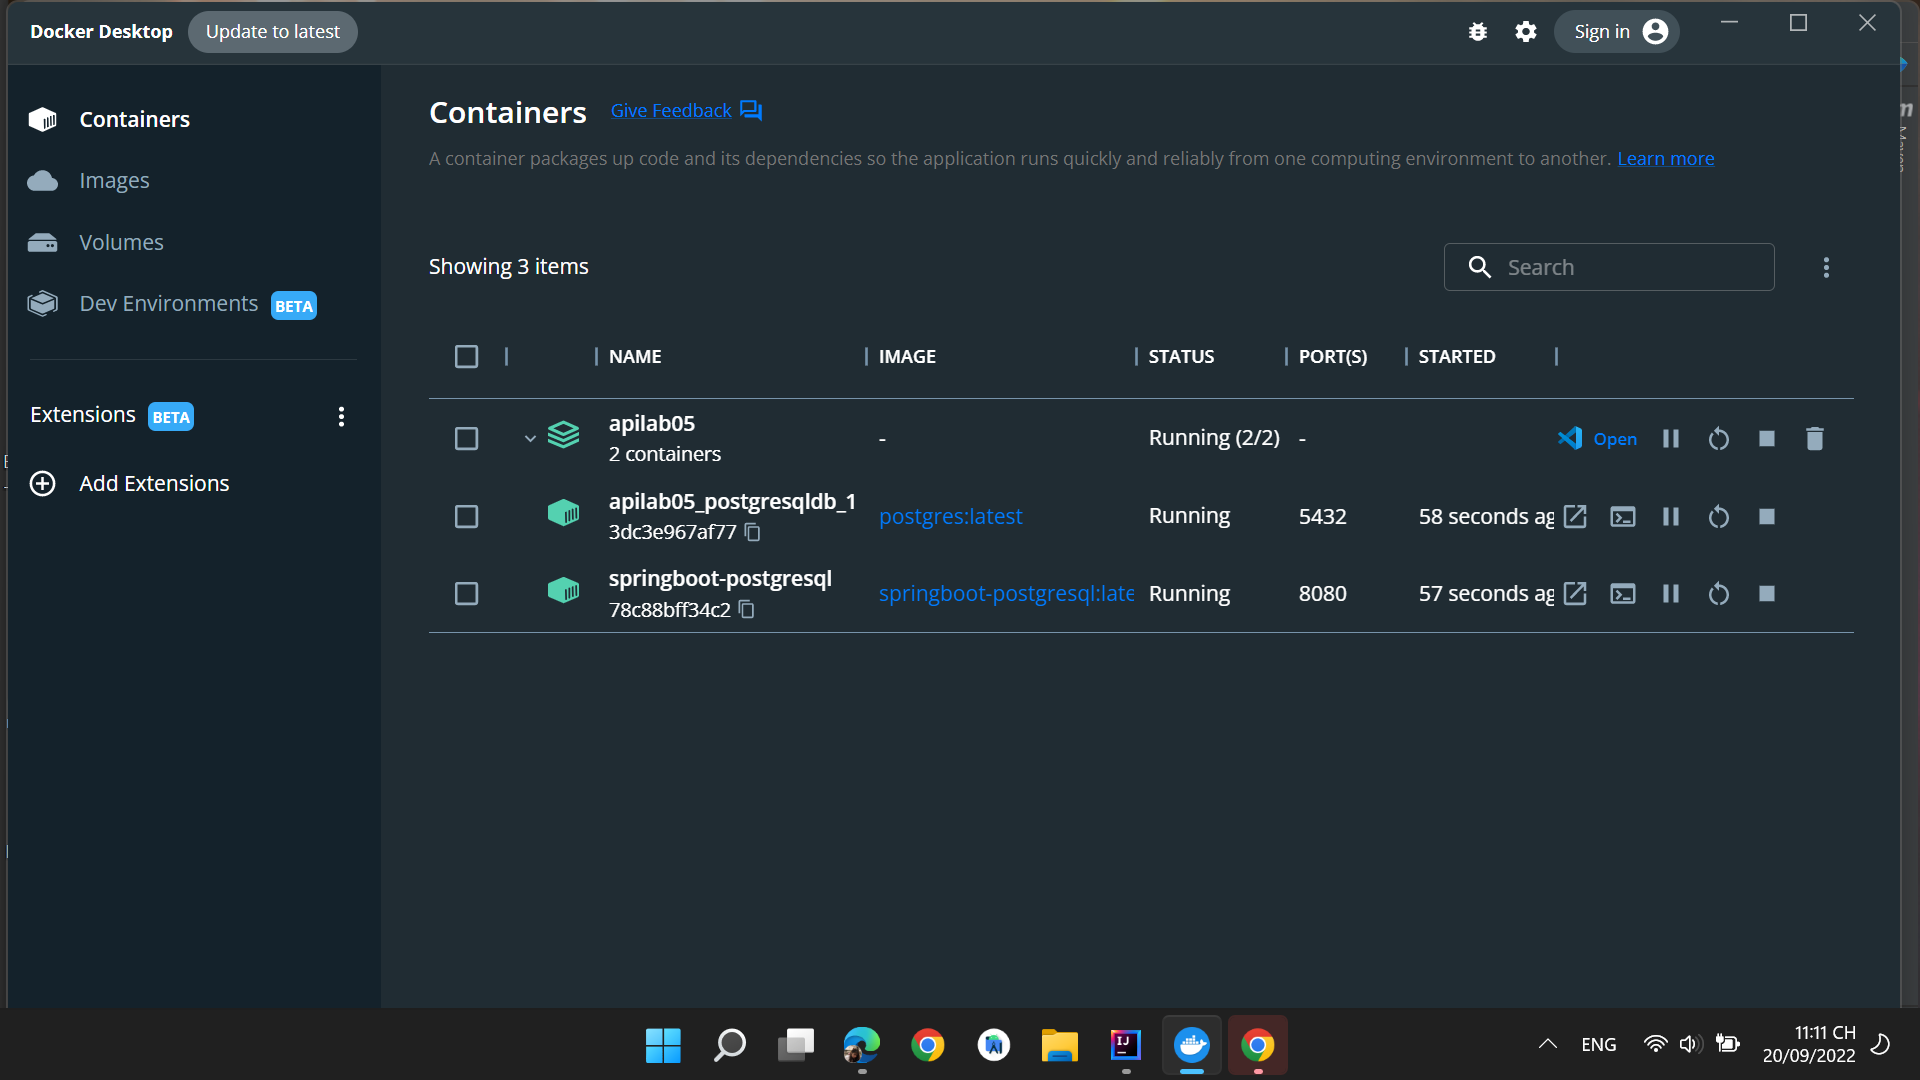 Docker Desktop
Update to latest
Sign in
Containers
Images
Volumes
Dev Environments BETA
Extensions BETA
Add Extensions
Containers Give Feedback
A container packages up code and its dependencies so the application runs quickly and reliably from one computing environment to another. Learn more
Showing 3 items
Search
NAME IMAGE STATUS PORT(S) STARTED
apilab05
2 containers
- Running (2/2) - Open
apilab05_postgresqldb_1
3dc3e967af77
postgres:latest Running 5432 58 seconds ag
springboot-postgresql
78c88bff34c2
springboot-postgresql:late Running 8080 57 seconds ag
IJ
ENG
11:11 CH
20/09/2022